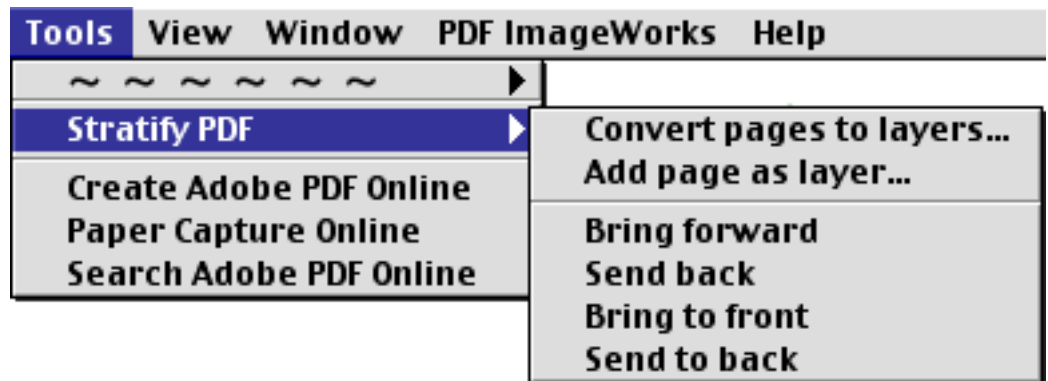 Tools View Window PDF ImageWorks Help
~ ~ ~ ~ ~ ~
Stratify PDF
Create Adobe PDF Online
Paper Capture Online
Search Adobe PDF Online
Convert pages to layers...
Add page as layer...
Bring forward
Send back
Bring to front
Send to back